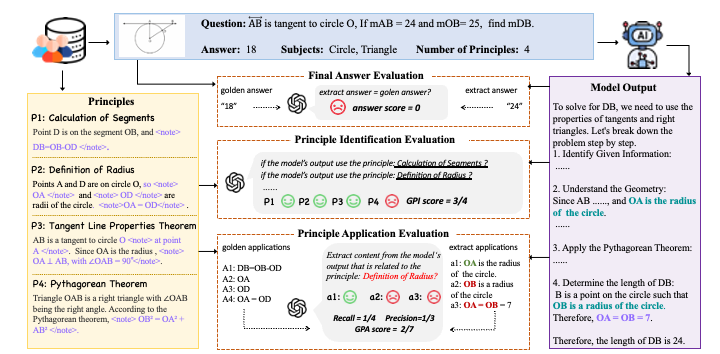 Question: AB is tangent to circle O, If mAB = 24 and mOB= 25, find mDB.
Answer: 18 Subjects: Circle, Triangle Number of Principles: 4
AI
Principles
P1: Calculation of Segments
Point D is on the segment OB, and <note>
DB=OB-OD </note>.
P2: Definition of Radius
Points A and D are on circle O, so <note>
OA </note> and <note> OD </note> are
radii of the circle. <note>OA = OD</note> .
P3: Tangent Line Properties Theorem
AB is a tangent to circle O <note> at point
A </note>. Since OA is the radius , <note>
OA ⊥ AB, with ∠OAB = 90°</note>.
P4: Pythagorean Theorem
Triangle OAB is a right triangle with ∠OAB
being the right angle. According to the
Pythagorean theorem, <note> OB² = OA² +
AB² </note>.
Final Answer Evaluation
golden answer
"18"
extract answer = golen answer?
answer score = 0
extract answer
"24"
Principle Identification Evaluation
if the model's output use the principle: Calculation of Segments ?
if the model's output use the principle: Definition of Radius ?
......
P1 P2 P3 P4 GPI score = 3/4
Principle Application Evaluation
golden applications
A1: DB=OB-OD
A2: OA
A3: OD
A4: OA = OD
Extract content from the model's
output that is related to the
principle: Definition of Radius?
a1: a2: a3:
Recall = 1/4 Precision=1/3
GPA score = 2/7
extract applications
a1: OA is the radius
of the circle.
a2: OB is a radius
of the circle
a3: OA = OB = 7
Model Output
To solve for DB, we need to use the
properties of tangents and right
triangles. Let's break down the
problem step by step.
1. Identify Given Information:
......
2. Understand the Geometry:
Since AB ......, and OA is the radius
of the circle.
......
3. Apply the Pythagorean Theorem:
......
4. Determine the length of DB:
B is a point on the circle such that
OB is a radius of the circle.
Therefore, OA = OB = 7.
Therefore, the length of DB is 24.